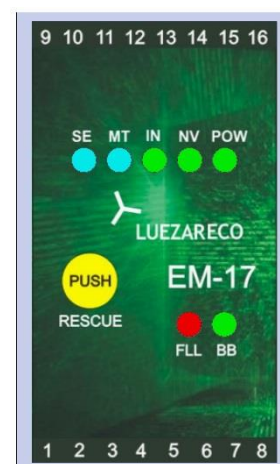 9 10 11 12 13 14 15 16
SE MT IN NV POW
LUEZARECO
PUSH
EM-17
RESCUE
FLL BB
1 2 3 4 5 6 7 8